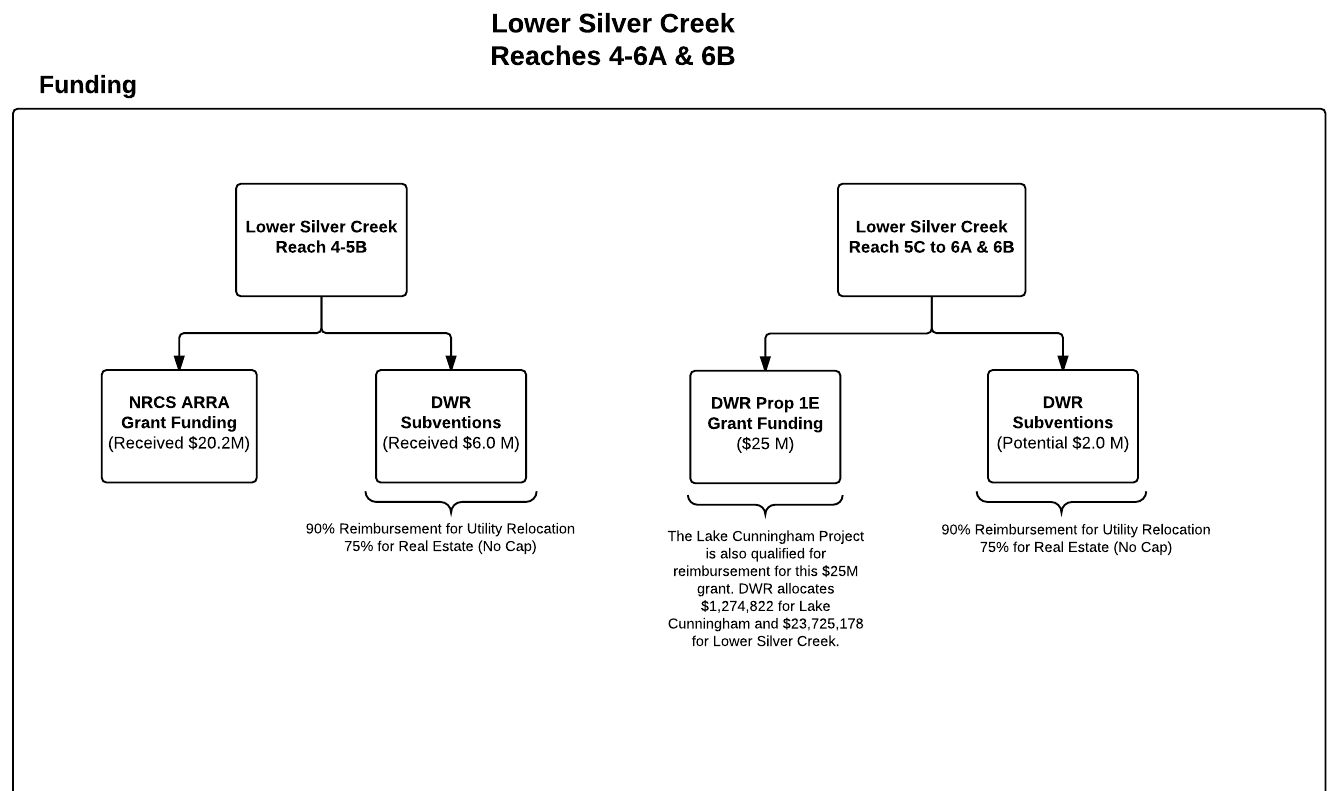 Lower Silver Creek
Reaches 4-6A & 6B
Funding
Lower Silver Creek
Reach 4-5B
Lower Silver Creek
Reach 5C to 6A & 6B
NRCS ARRA
Grant Funding
(Received $20.2M)
DWR
Subventions
(Received $6.0 M)
DWR Prop 1E
Grant Funding
($25 M)
DWR
Subventions
(Potential $2.0 M)
90% Reimbursement for Utility Relocation
75% for Real Estate (No Cap)
The Lake Cunningham Project
is also qualified for
reimbursement for this $25M
grant. DWR allocates
$1,274,822 for Lake
Cunningham and $23,725,178
for Lower Silver Creek.
90% Reimbursement for Utility Relocation
75% for Real Estate (No Cap)